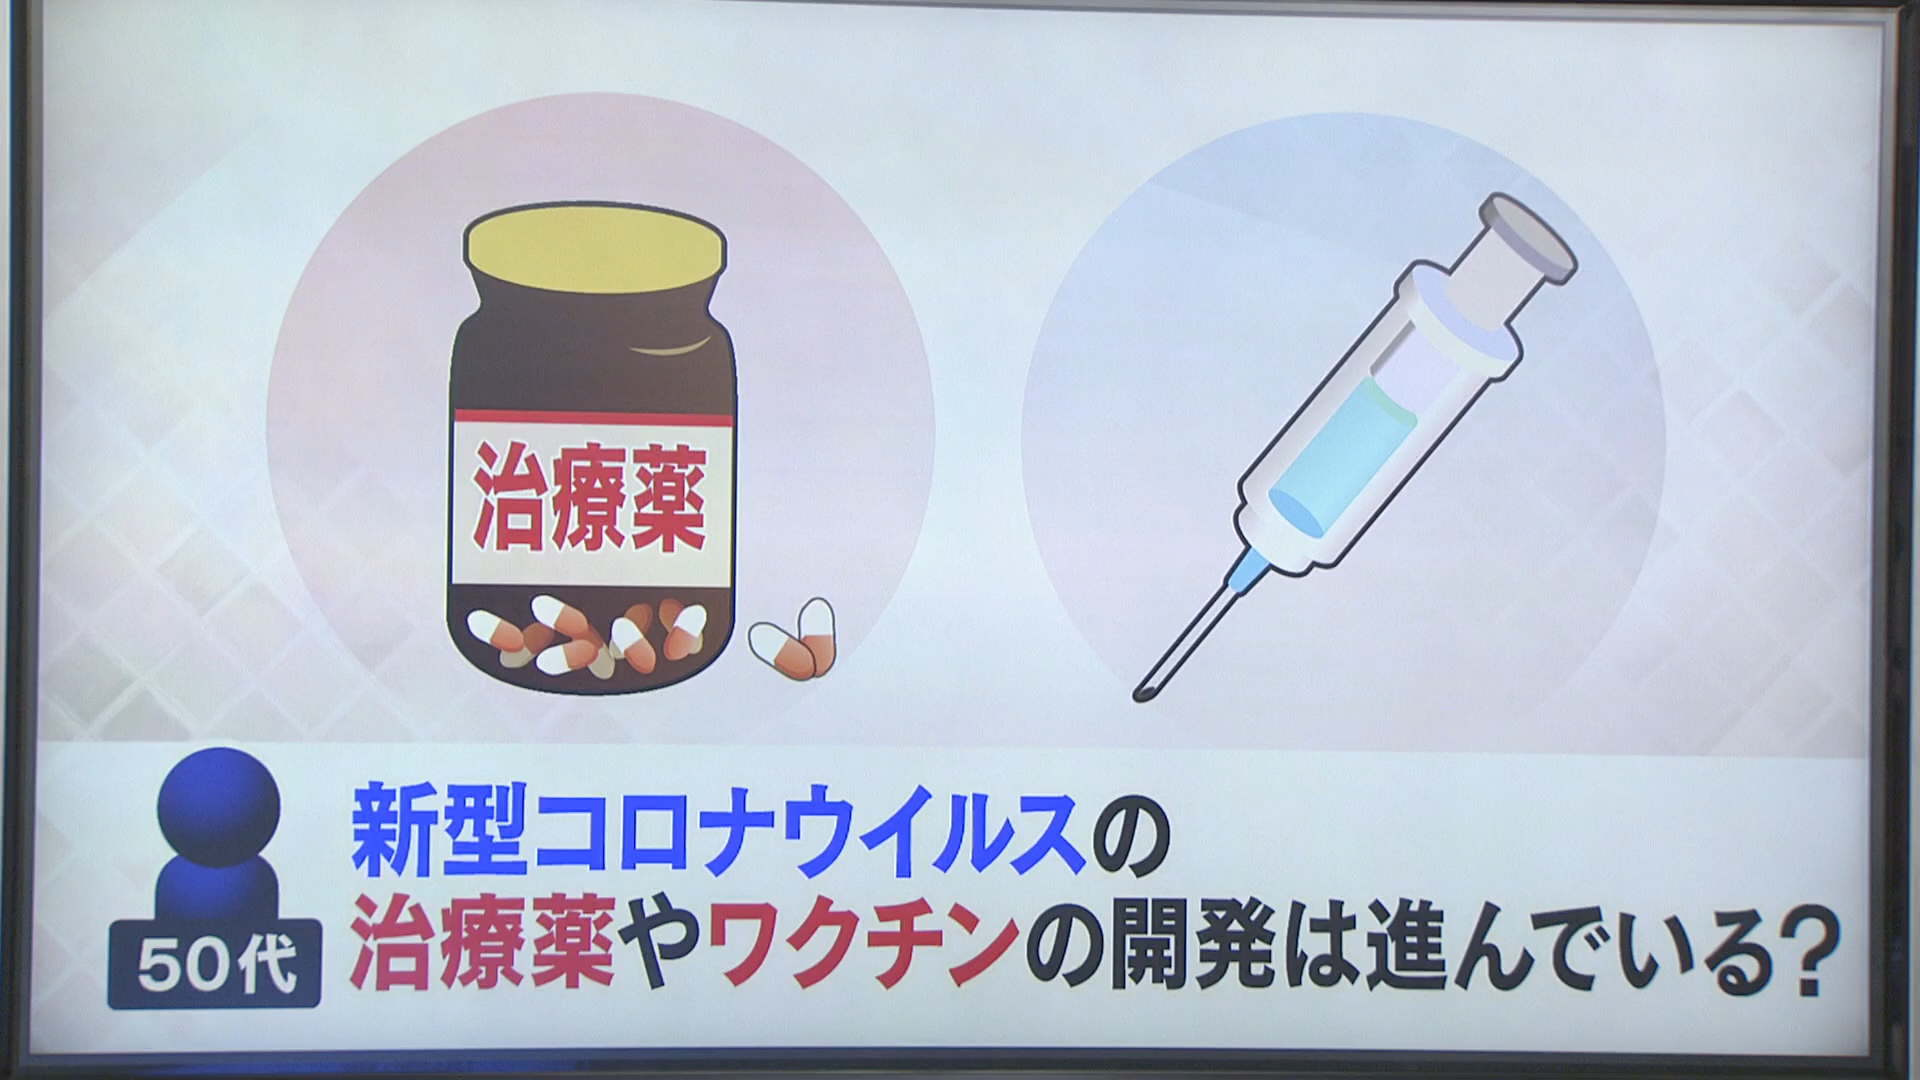 治療薬
新型コロナウイルスの
50代
治療薬やワクチンの開発は進んでいる?